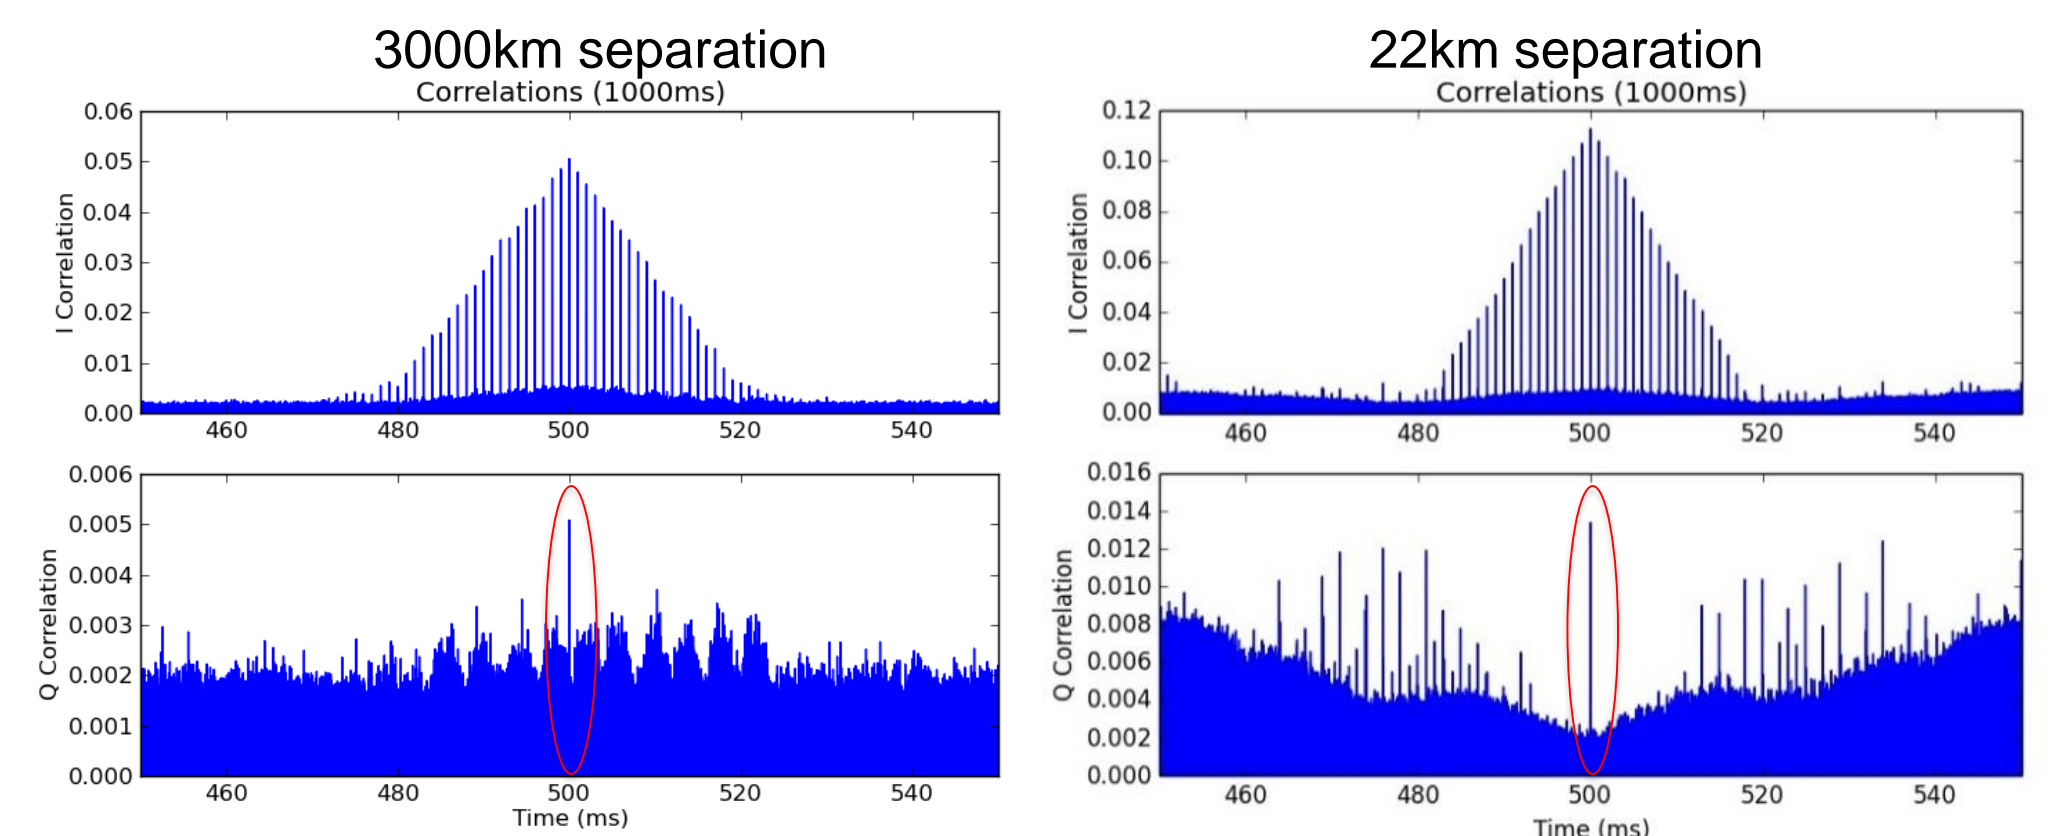 3000km separation
Correlations (1000ms)
0.06
0.05
0.04
0.03
0.02
0.01
0.00
I Correlation
460 480 500 520 540
0.006
0.005
0.004
0.003
0.002
0.001
0.000
Q Correlation
460 480 500 520 540
Time (ms)
22km separation
Correlations (1000ms)
0.12
0.10
0.08
0.06
0.04
0.02
0.00
I Correlation
460 480 500 520 540
0.016
0.014
0.012
0.010
0.008
0.006
0.004
0.002
0.000
Q Correlation
460 480 500 520 540
Time (ms)